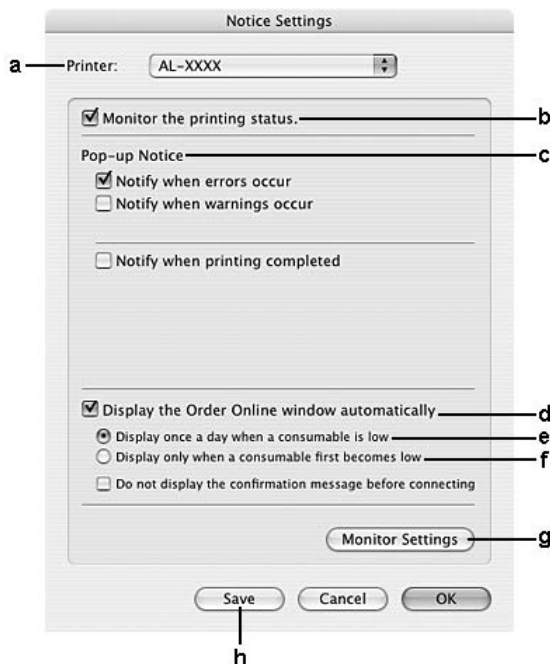 Notice Settings
a Printer: AL-XXXX
Monitor the printing status. b
Pop-up Notice c
Notify when errors occur
Notify when warnings occur
Notify when printing completed
Display the Order Online window automatically d
Display once a day when a consumable is low e
Display only when a consumable first becomes low f
Do not display the confirmation message before connecting
Monitor Settings g
Save Cancel OK
h